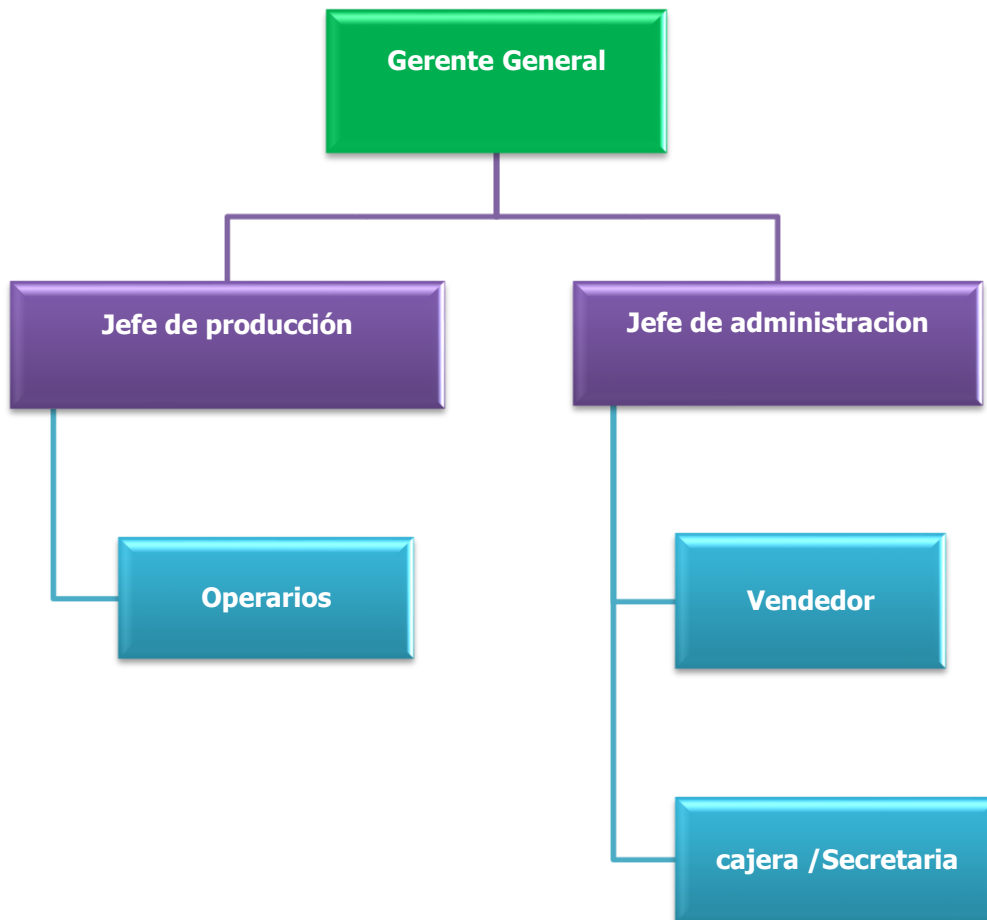 Gerente General
Jefe de producción
Jefe de administracion
Operarios
Vendedor
cajera /Secretaria